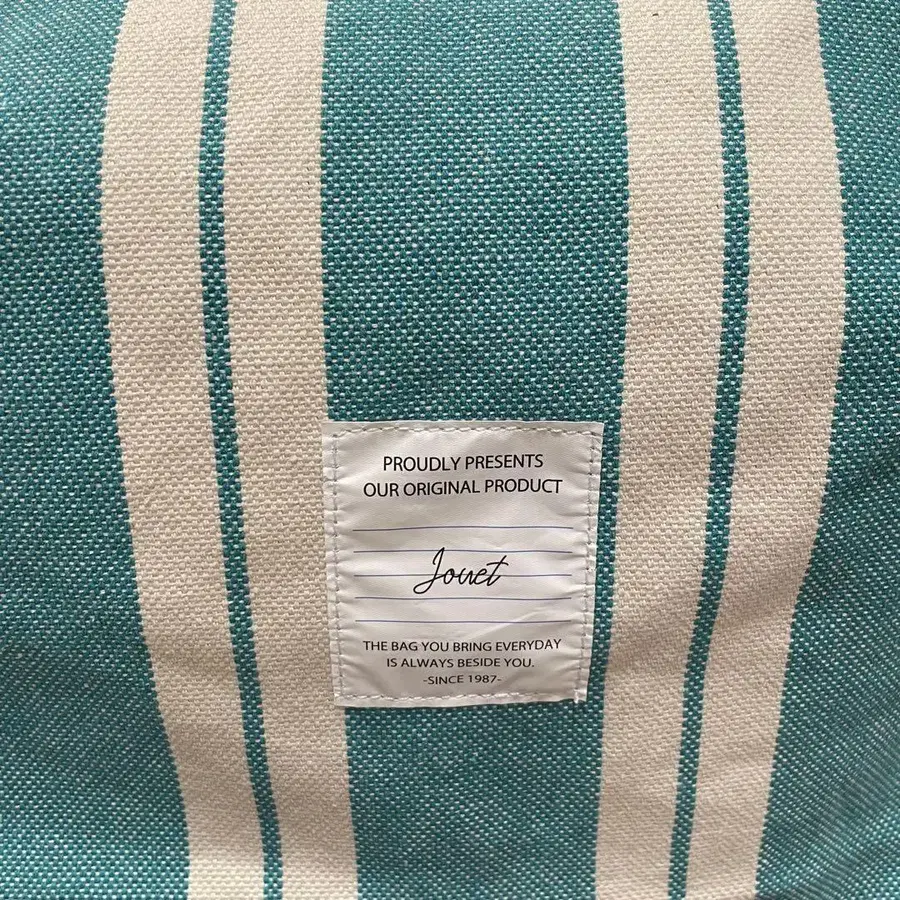 PROUDLY PRESENTS
OUR ORIGINAL PRODUCT
Jouet
THE BAG YOU BRING EVERYDAY
IS ALWAYS BESIDE YOU.
-SINCE 1987-